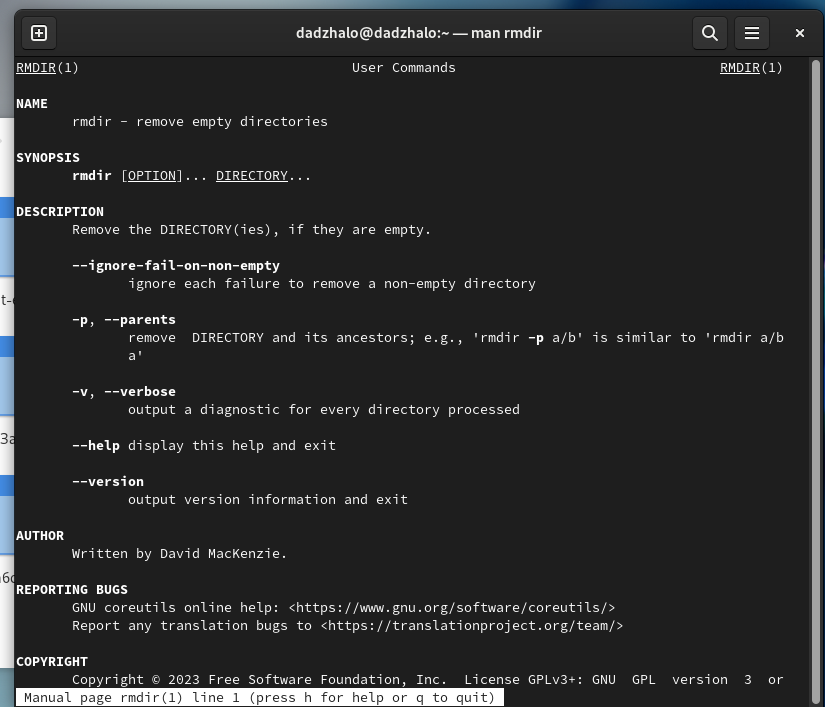 dadzhalo@dadzhalo:~ — man rmdir
RMDIR(1) User Commands RMDIR(1)
NAME
rmdir - remove empty directories
SYNOPSIS
rmdir [OPTION]... DIRECTORY...
DESCRIPTION
Remove the DIRECTORY(ies), if they are empty.
--ignore-fail-on-non-empty
ignore each failure to remove a non-empty directory
-p, --parents
remove DIRECTORY and its ancestors; e.g., 'rmdir -p a/b' is similar to 'rmdir a/b
a'
-v, --verbose
output a diagnostic for every directory processed
--help display this help and exit
--version
output version information and exit
AUTHOR
Written by David MacKenzie.
REPORTING BUGS
GNU coreutils online help: <https://www.gnu.org/software/coreutils/>
Report any translation bugs to <https://translationproject.org/team/>
COPYRIGHT
Copyright © 2023 Free Software Foundation, Inc. License GPLv3+: GNU GPL version 3 or
Manual page rmdir(1) line 1 (press h for help or q to quit)